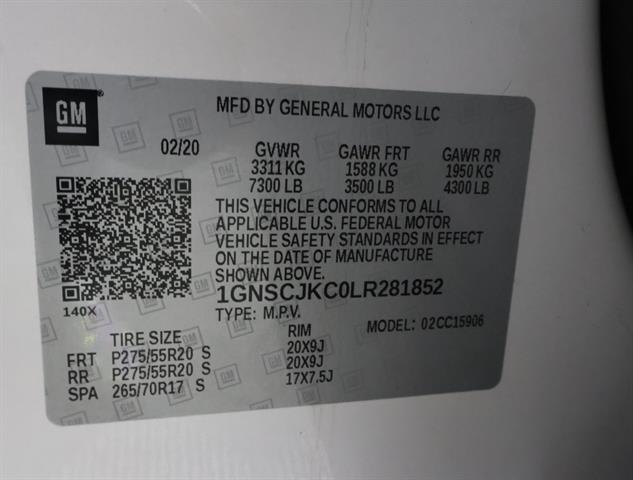 GM
MFD BY GENERAL MOTORS LLC
02/20 GVWR GAWR FRT GAWR RR
3311 KG 1588 KG 1950 KG
7300 LB 3500 LB 4300 LB
THIS VEHICLE CONFORMS TO ALL
APPLICABLE U.S. FEDERAL MOTOR
VEHICLE SAFETY STANDARDS IN EFFECT
ON THE DATE OF MANUFACTURE
SHOWN ABOVE.
1GNSCJKC0LR281852
140X TYPE: M.P.V. MODEL: 02CC15906
TIRE SIZE RIM
FRT P275/55R20 S 20X9J
RR P275/55R20 S 20X9J
SPA 265/70R17 S 17X7.5J